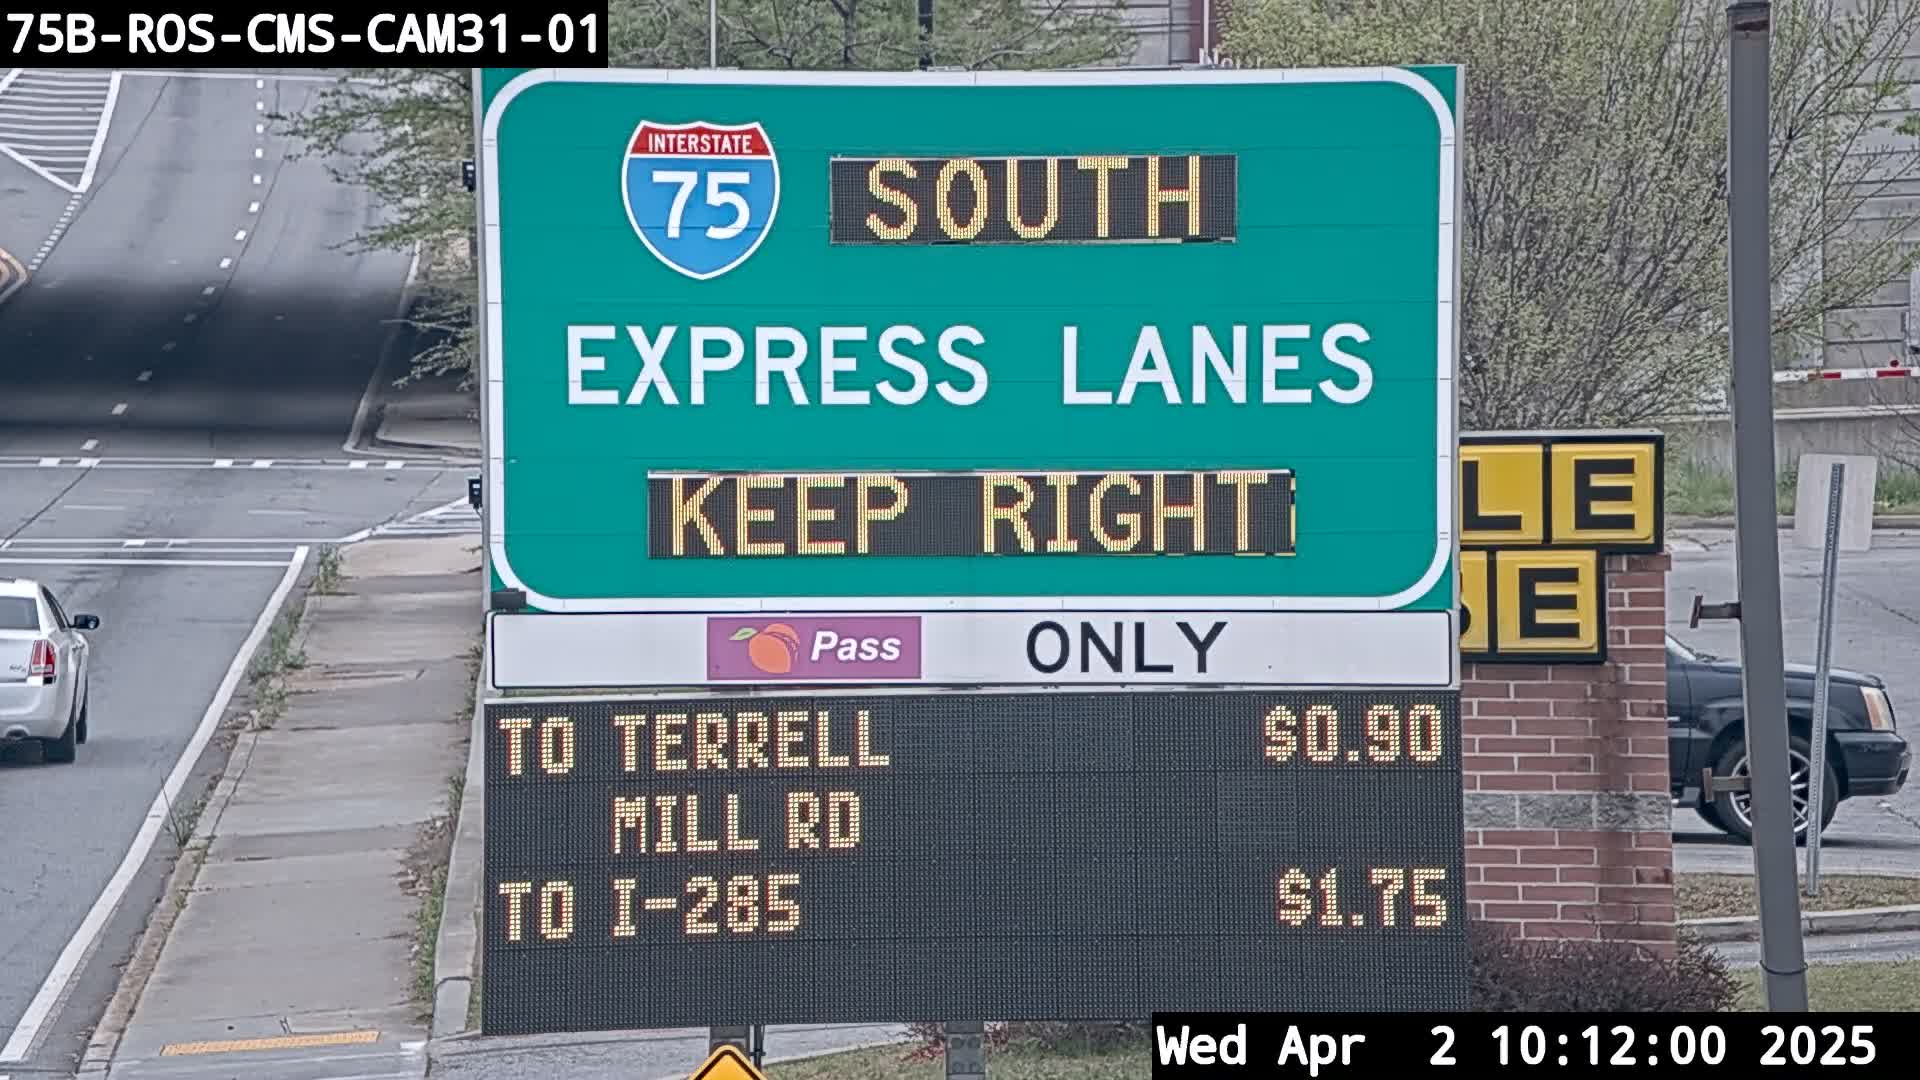 75B-ROS-CMS-CAM31-01
INTERSTATE
75
SOUTH
EXPRESS LANES
KEEP RIGHT
Pass ONLY
LE
E
TO TERRELL $0.90
MILL RD
TO I-285 $1.75
Wed Apr 2 10:12:00 2025